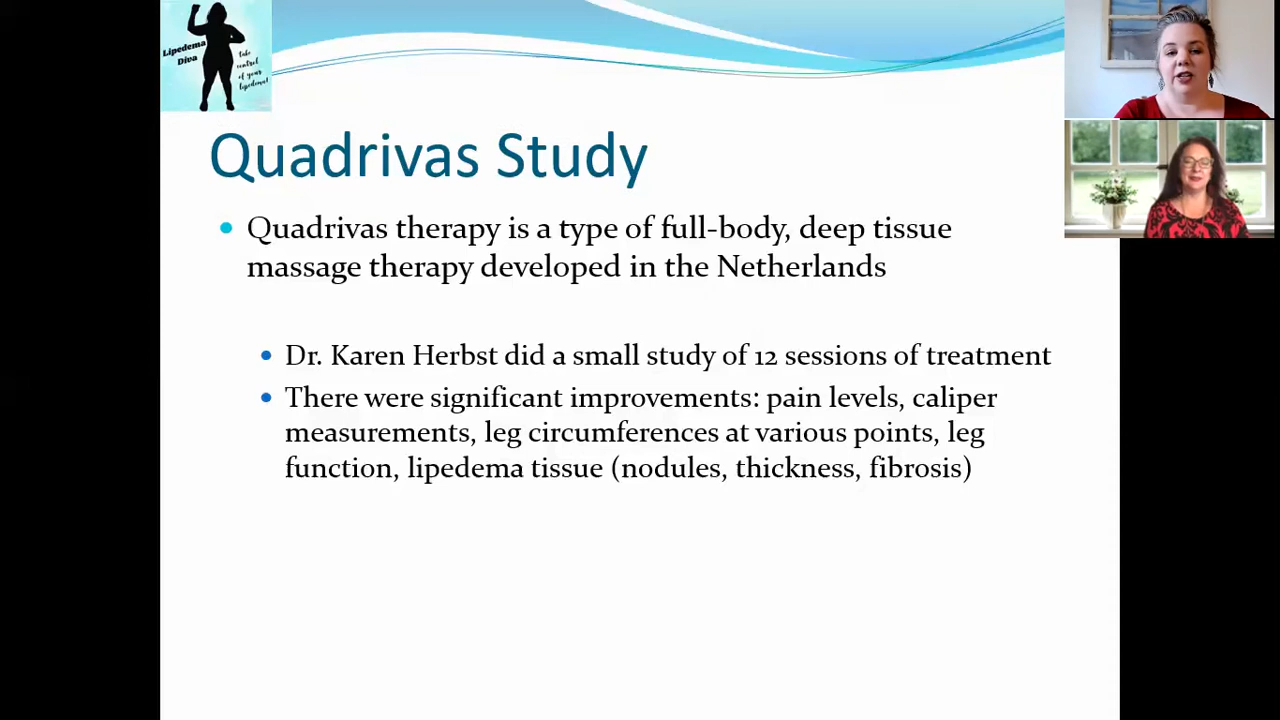 Lipedema
Diva
take
control
of your
lipedema!
Quadrivas Study
Quadrivas therapy is a type of full-body, deep tissue
massage therapy developed in the Netherlands
Dr. Karen Herbst did a small study of 12 sessions of treatment
There were significant improvements: pain levels, caliper
measurements, leg circumferences at various points, leg
function, lipedema tissue (nodules, thickness, fibrosis)